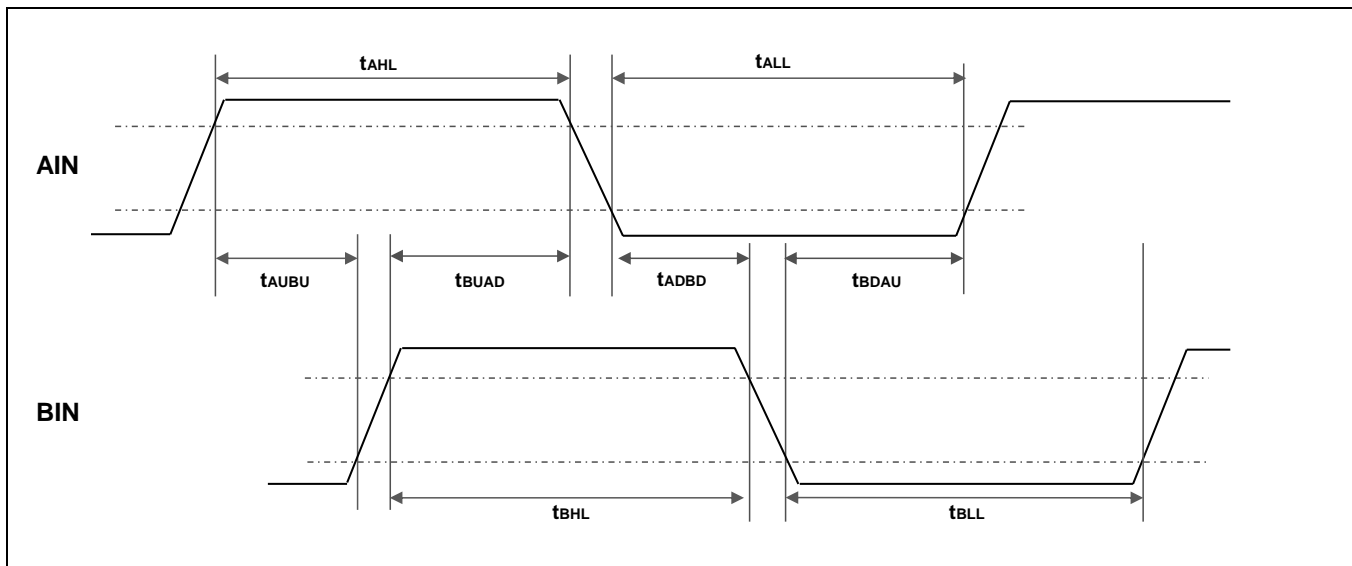 tAHL
tALL
AIN
tAUBU
tBUAD
tADBD
tBDAU
BIN
tBHL
tBLL